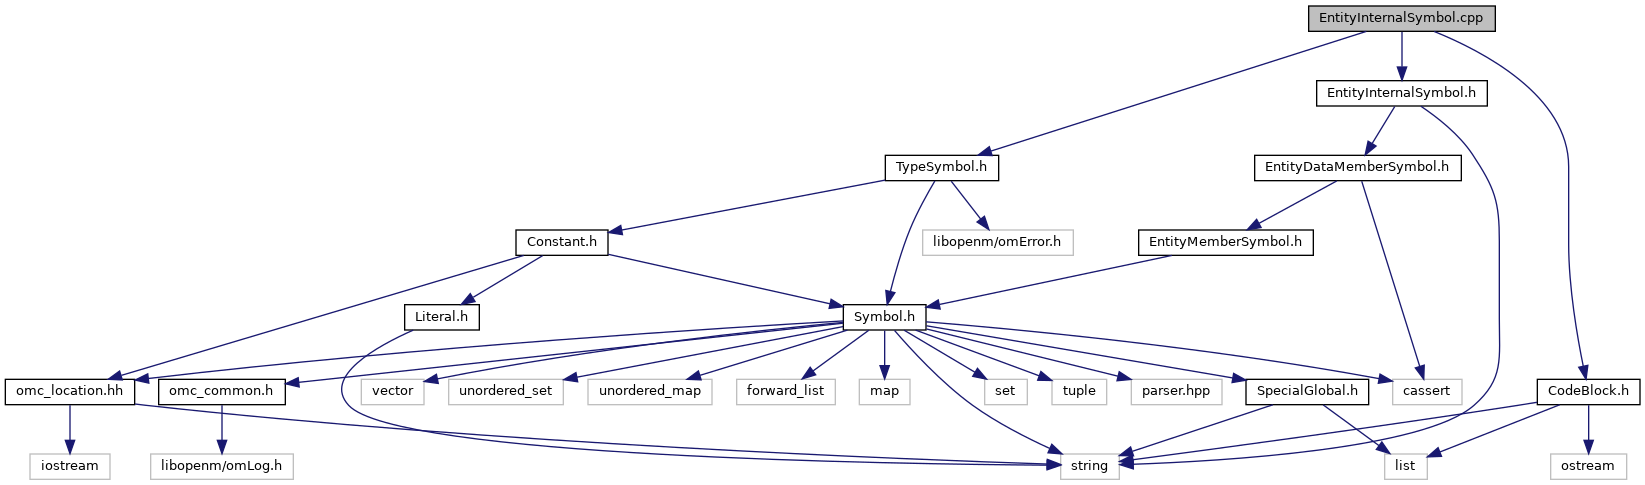 EntityInternalSymbol.cpp
EntityInternalSymbol.h
TypeSymbol.h
EntityDataMemberSymbol.h
Constant.h
libopenm/omError.h
EntityMemberSymbol.h
Literal.h
Symbol.h
omc_location.hh
omc_common.h
vector
unordered_set
unordered_map
forward_list
map
set
tuple
parser.hpp
SpecialGlobal.h
cassert
CodeBlock.h
iostream
libopenm/omLog.h
string
list
ostream